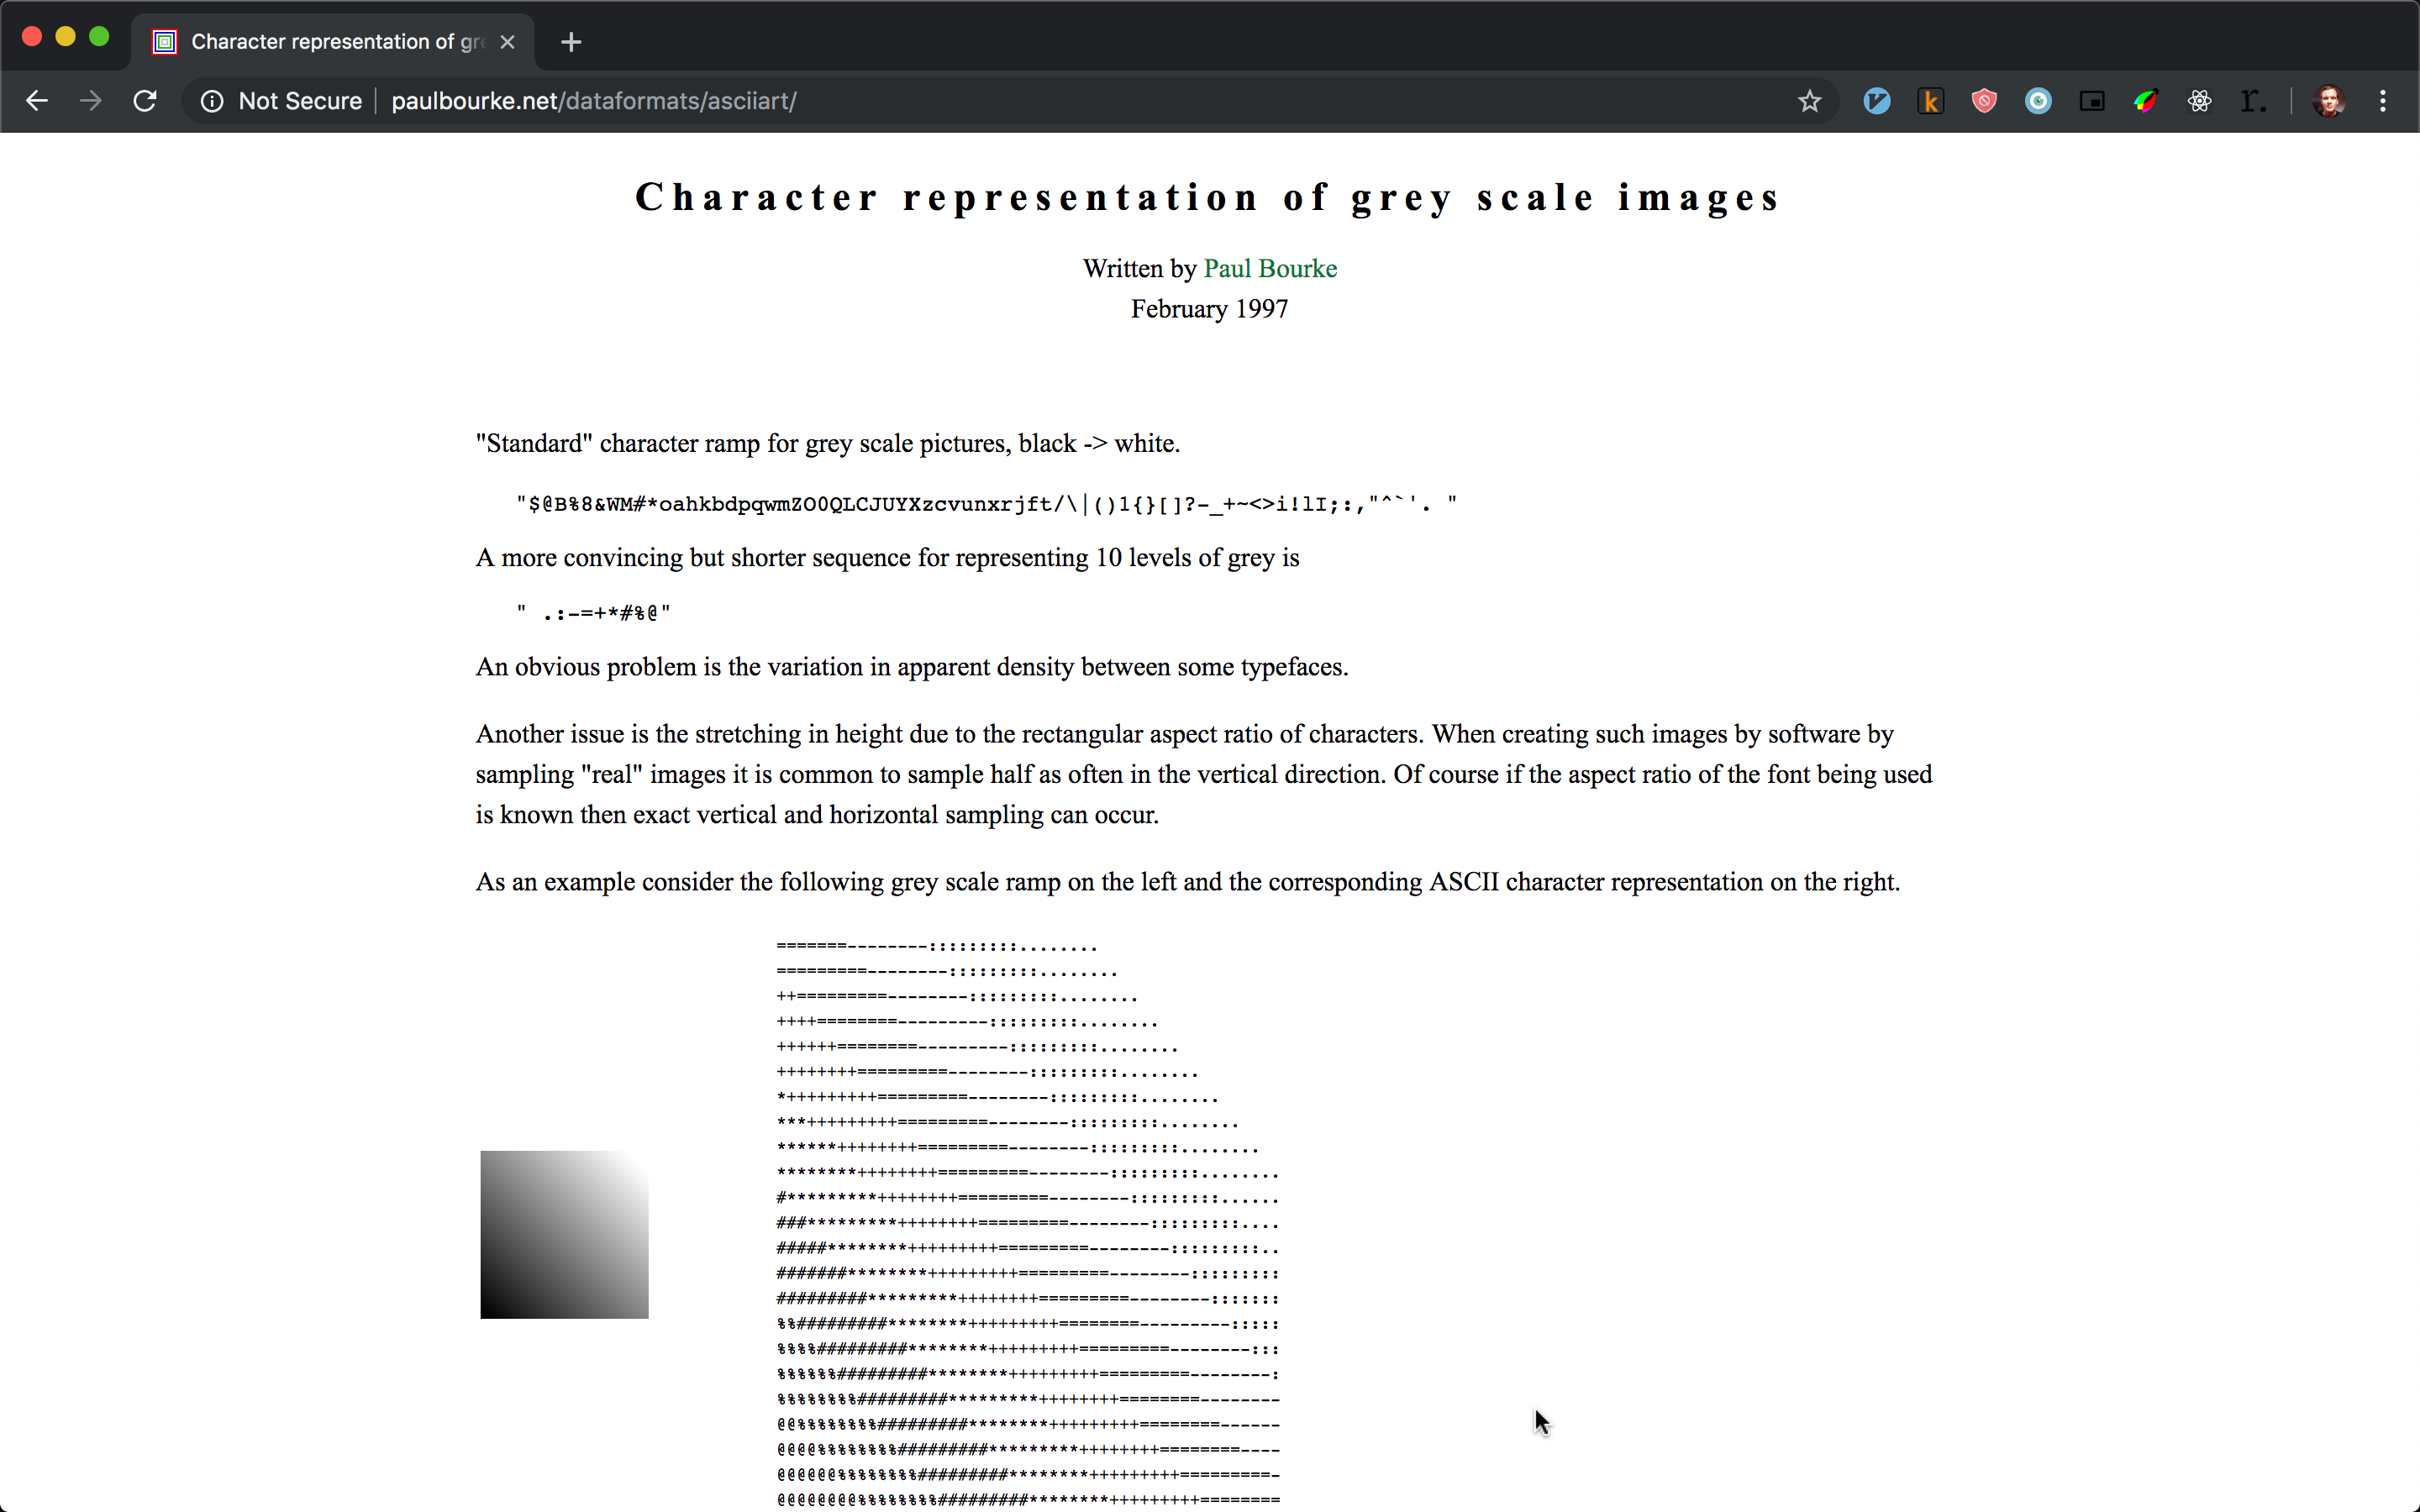 Character representation of gre
Not Secure paulbourke.net/dataformats/asciiart/
k
r.
Character representation of grey scale images
Written by Paul Bourke
February 1997
"Standard" character ramp for grey scale pictures, black -> white.
"$@B%8&WM#*oahkbdpqwmZO0QLCJUYXzcvunxrjft/\|()1{}[]?-_+~<>i!lI;:,"^`'. "
A more convincing but shorter sequence for representing 10 levels of grey is
" .:-=+*#%@"
An obvious problem is the variation in apparent density between some typefaces.
Another issue is the stretching in height due to the rectangular aspect ratio of characters. When creating such images by software by
sampling "real" images it is common to sample half as often in the vertical direction. Of course if the aspect ratio of the font being used
is known then exact vertical and horizontal sampling can occur.
As an example consider the following grey scale ramp on the left and the corresponding ASCII character representation on the right.
=======--------:::::::::........
=========--------:::::::::........
++=========--------:::::::::........
++++========---------:::::::::........
++++++========---------:::::::::........
++++++++=========--------:::::::::........
*+++++++++=========--------:::::::::........
***+++++++++=========--------:::::::::........
******++++++++=========--------:::::::::........
********++++++++=========--------:::::::::........
#*********++++++++=========--------:::::::::......
###*********++++++++=========--------:::::::::....
#####********+++++++++=========--------:::::::::..
#######********+++++++++=========--------:::::::::
#########*********++++++++=========--------:::::::
%%#########********+++++++++========---------:::::
%%%%#########********+++++++++=========--------:::
%%%%%%#########********+++++++++=========--------:
%%%%%%%%#########*********++++++++========--------
@@%%%%%%%%#########********+++++++++========------
@@@@%%%%%%%%#########*********++++++++========----
@@@@@@%%%%%%%%#########********+++++++++=========-
@@@@@@@@%%%%%%%%#########********+++++++++========